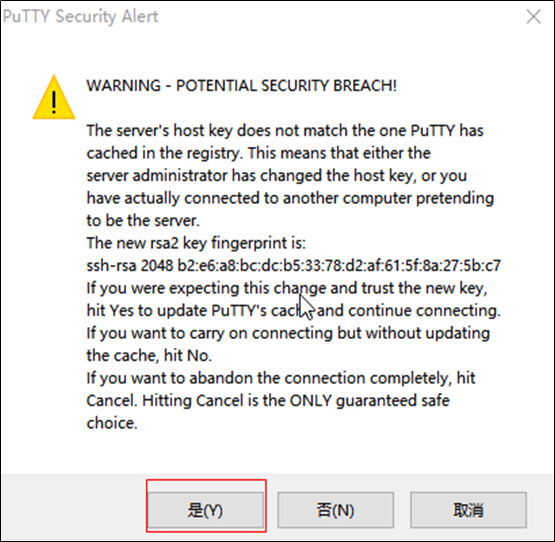 PuTTY Security Alert
WARNING - POTENTIAL SECURITY BREACH!
The server's host key does not match the one PuTTY has
cached in the registry. This means that either the
server administrator has changed the host key, or you
have actually connected to another computer pretending
to be the server.
The new rsa2 key fingerprint is:
ssh-rsa 2048 b2:e6:a8:bc:dc:b5:33:78:d2:af:61:5f:8a:27:5b:c7
If you were expecting this change and trust the new key,
hit Yes to update PuTTY's cache and continue connecting.
If you want to carry on connecting but without updating
the cache, hit No.
If you want to abandon the connection completely, hit
Cancel. Hitting Cancel is the ONLY guaranteed safe
choice.
是(Y) 否(N) 取消